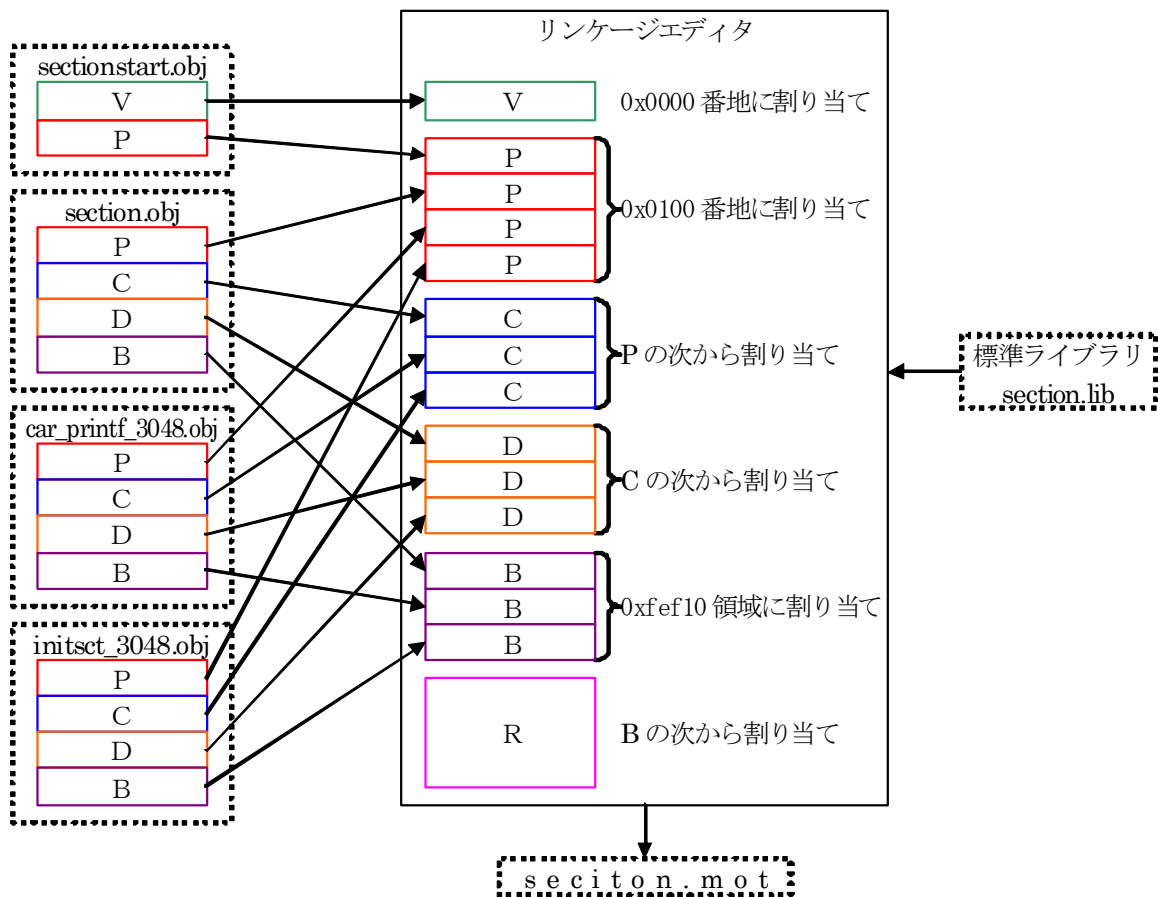 リンケージエディタ
sectionstart.obj
V
P
section.obj
P
C
D
B
car_printf_3048.obj
P
C
D
B
initsct_3048.obj
P
C
D
B
V
0x0000 番地に割り当て
P
P
P
P
0x0100 番地に割り当て
C
C
C
P の次から割り当て
D
D
D
C の次から割り当て
B
B
B
0xfef10 領域に割り当て
R
B の次から割り当て
標準ライブラリ
section.lib
seciton.mot